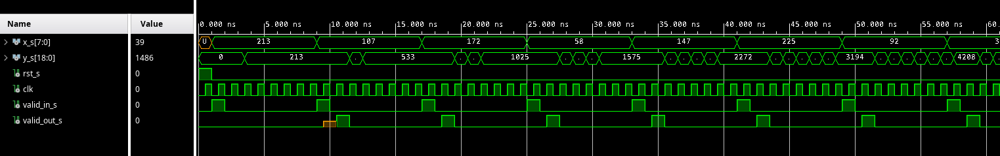 Name Value
0.000 ns 5.000 ns 10.000 ns 15.000 ns 20.000 ns 25.000 ns 30.000 ns 35.000 ns 40.000 ns 45.000 ns 50.000 ns 55.000 ns 60.
x_s[7:0] 39 U 213 107 172 58 147 225 92 3
y_s[18:0] 1486 0 213 . 533 . . 1025 . . . 1575 . . . . 2272 . . . . . 3194 . . . . . . 4208 . .
rst_s 0
clk 0
valid_in_s 0
valid_out_s 0